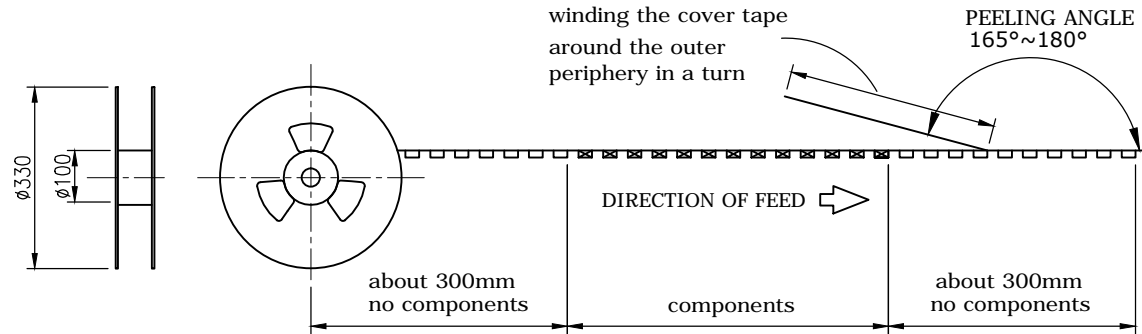 winding the cover tape
around the outer
periphery in a turn
PEELING ANGLE
165°~180°
ø330
ø100
DIRECTION OF FEED
about 300mm
no components
components
about 300mm
no components